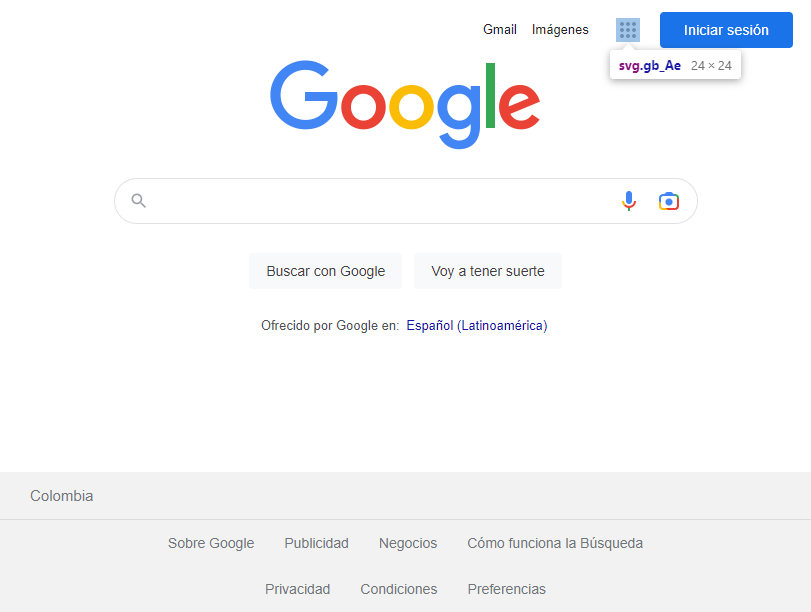 Gmail Imágenes Iniciar sesión
svg.gb_Ae 24 × 24
Google
Buscar con Google Voy a tener suerte
Ofrecido por Google en: Español (Latinoamérica)
Colombia
Sobre Google Publicidad Negocios Cómo funciona la Búsqueda
Privacidad Condiciones Preferencias